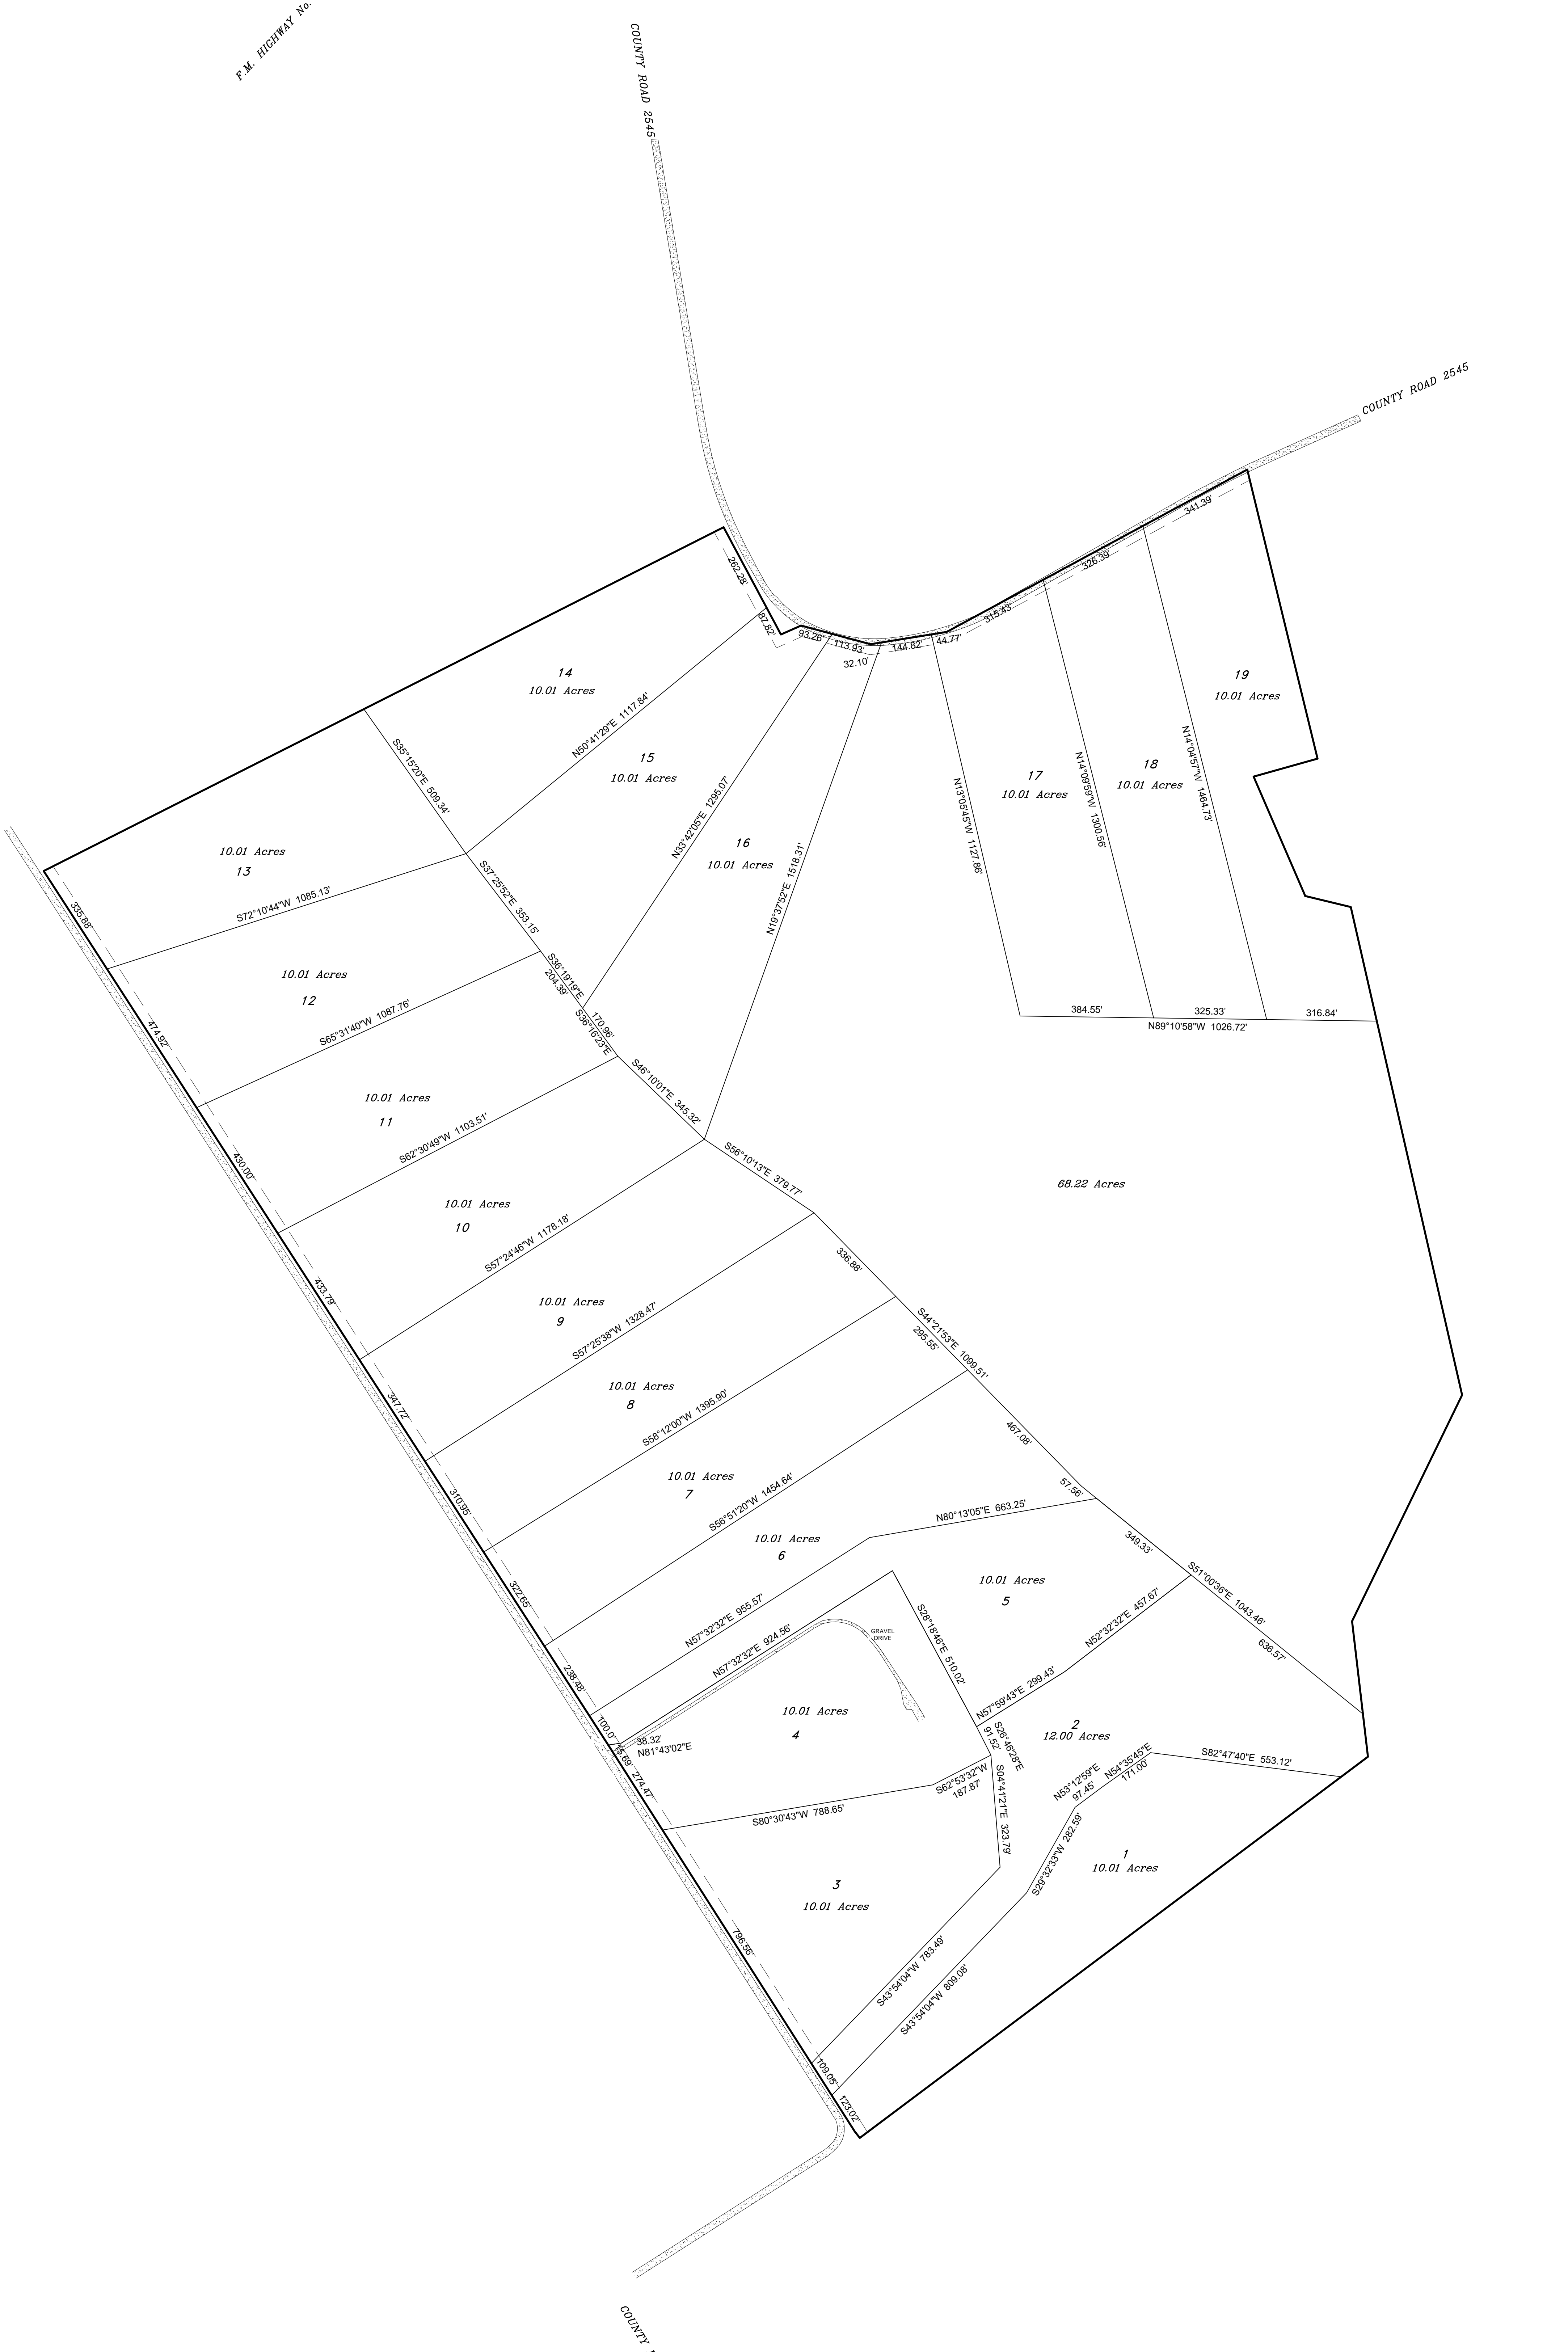 F.M. HIGHWAY No.
COUNTY ROAD 2545
COUNTY ROAD 2545
341.39'
326.39'
315.43'
262.28'
87.82'
93.26'
113.93'
32.10'
144.82'
44.77'
14
10.01 Acres
N50°41'29"E 1117.84'
S35°15'20"E 509.34'
15
10.01 Acres
N33°42'05"E 1295.07'
16
10.01 Acres
N19°37'52"E 1518.31'
N13°05'45"W 1127.86'
17
10.01 Acres
N14°09'59"W 1300.56'
18
10.01 Acres
N14°04'57"W 1464.73'
19
10.01 Acres
384.55'
325.33'
316.84'
N89°10'58"W 1026.72'
10.01 Acres
13
335.88'
S72°10'44"W 1085.13'
S37°25'52"E 353.15'
10.01 Acres
12
474.92'
S65°31'40"W 1087.76'
S36°19'19"E
204.39'
170.96'
S36°16'23"E
10.01 Acres
11
430.00'
S62°30'49"W 1103.51'
S46°10'01"E 345.32'
10.01 Acres
10
433.79'
S57°24'46"W 1178.18'
S56°10'13"E 379.77'
68.22 Acres
10.01 Acres
9
347.72'
S57°25'38"W 1328.47'
336.88'
S44°21'53"E 1099.51'
295.55'
10.01 Acres
8
310.95'
S58°12'00"W 1395.90'
467.08'
57.56'
10.01 Acres
7
322.65'
S56°51'20"W 1454.64'
N80°13'05"E 663.25'
349.33'
S51°00'36"E 1043.46'
636.57'
10.01 Acres
6
238.48'
N57°32'32"E 955.57'
10.01 Acres
5
N57°32'32"E 924.56'
GRAVEL
DRIVE
S28°18'46"E 510.02'
N52°32'32"E 457.67'
N57°59'43"E 299.43'
100.0'
15.69'
38.32'
N81°43'02"E
10.01 Acres
4
274.47'
S26°46'28"E
91.52'
2
12.00 Acres
S62°53'32"W
187.87'
S80°30'43"W 788.65'
S04°41'21"E 323.79'
N53°12'59"E
97.45'
N54°35'45"E
171.00'
S82°47'40"E 553.12'
S29°32'33"W 282.59'
1
10.01 Acres
3
10.01 Acres
796.56'
S43°54'04"W 783.49'
S43°54'04"W 809.08'
109.05'
123.02'
COUNTY